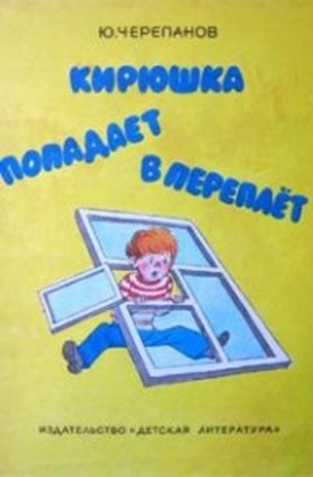 Ю.ЧЕРЕПАНОВ
КИРЮШКА
ПОПАДАЕТ
В ПЕРЕПЛЁТ
ИЗДАТЕЛЬСТВО «ДЕТСКАЯ ЛИТЕРАТУРА»